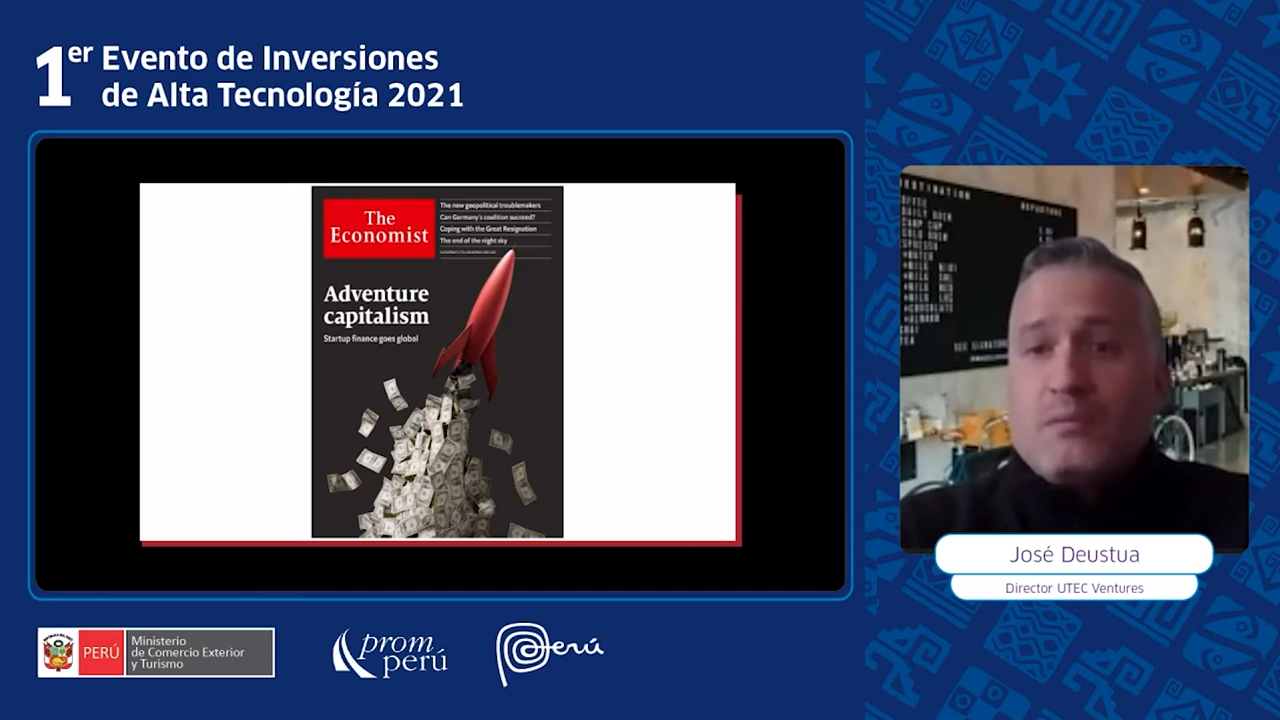 1er Evento de Inversiones
de Alta Tecnología 2021
The
Economist
The new geopolitical troublemakers
Can Germany's coalition succeed?
Coping with the Great Resignation
The end of the night sky
Adventure
capitalism
Startup finance goes global
DEPARTURE
José Deustua
Director UTEC Ventures
PERÚ
Ministerio
de Comercio Exterior
y Turismo
prom
perú
Perú